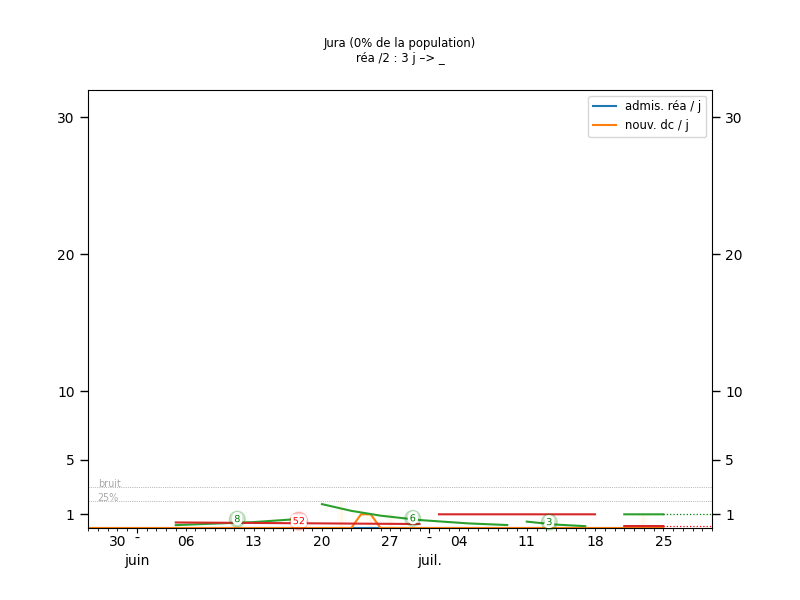 Jura (0% de la population)
réa /2 : 3 j –> _
admis. réa / j
nouv. dc / j
30 30
20 20
10 10
5 5
bruit
25%
1 8 52 6 3 1
30 - 06 13 20 27 - 04 11 18 25
juin juil.